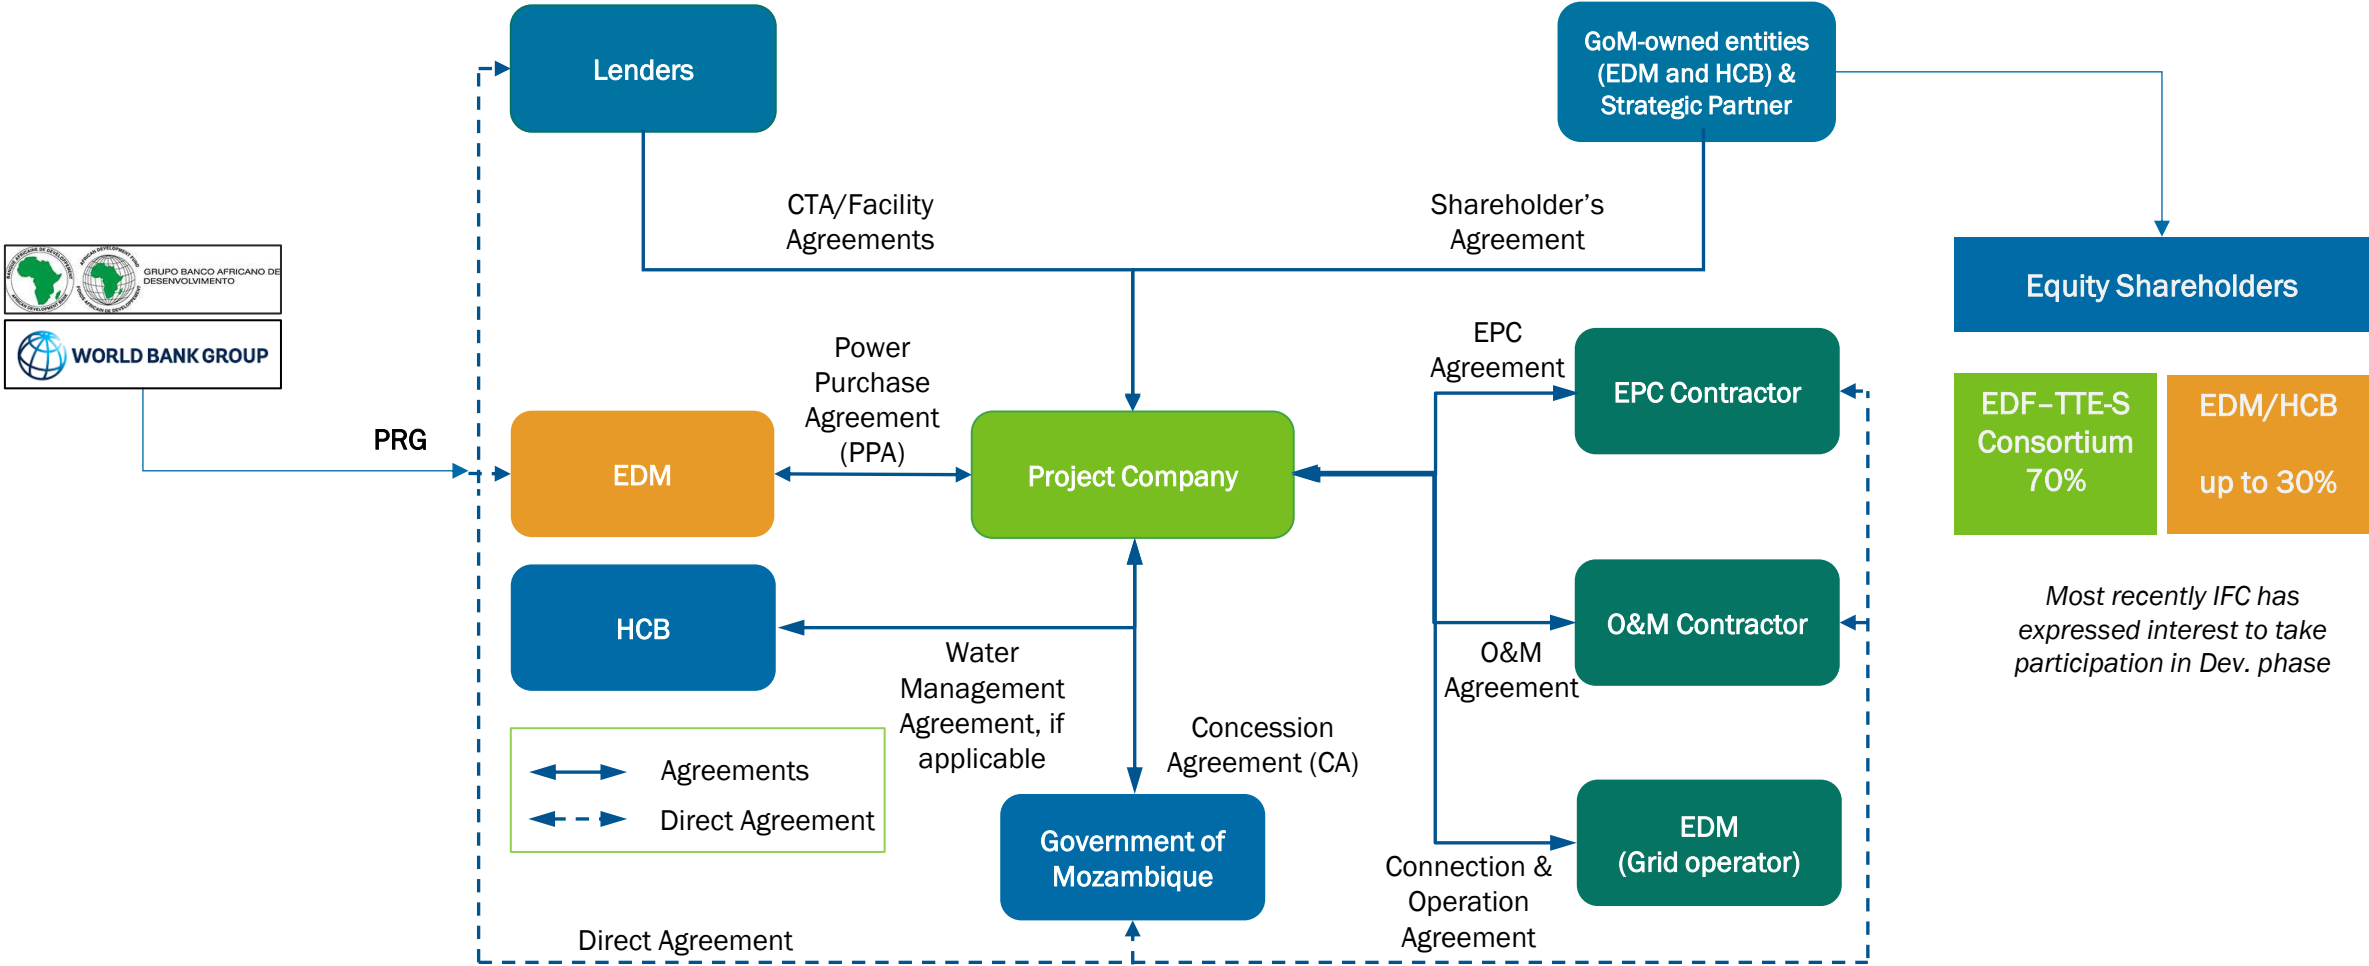 Lenders
GoM-owned entities
(EDM and HCB) &
Strategic Partner
CTA/Facility
Agreements
Shareholder’s
Agreement
GRUPO BANCO AFRICANO DE
DESENVOLVIMENTO
WORLD BANK GROUP
Equity Shareholders
EDF–TTE-S
Consortium
70%
EDM/HCB
up to 30%
Most recently IFC has
expressed interest to take
participation in Dev. phase
PRG
EDM
Power
Purchase
Agreement
(PPA)
Project Company
EPC
Agreement
EPC Contractor
HCB
Water
Management
Agreement, if
applicable
O&M
Agreement
O&M Contractor
Agreements
Direct Agreement
Concession
Agreement (CA)
Government of
Mozambique
Connection &
Operation
Agreement
EDM
(Grid operator)
Direct Agreement